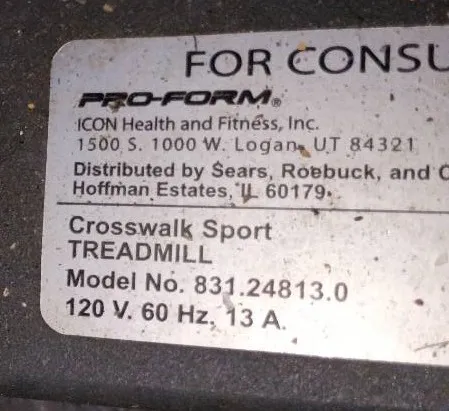 FOR CONSU
PRO-FORM®
ICON Health and Fitness, Inc.
1500 S. 1000 W. Logan, UT 84321
Distributed by Sears, Roebuck, and C
Hoffman Estates, IL 60179.
Crosswalk Sport
TREADMILL
Model No. 831.24813.0
120 V. 60 Hz, 13 A.